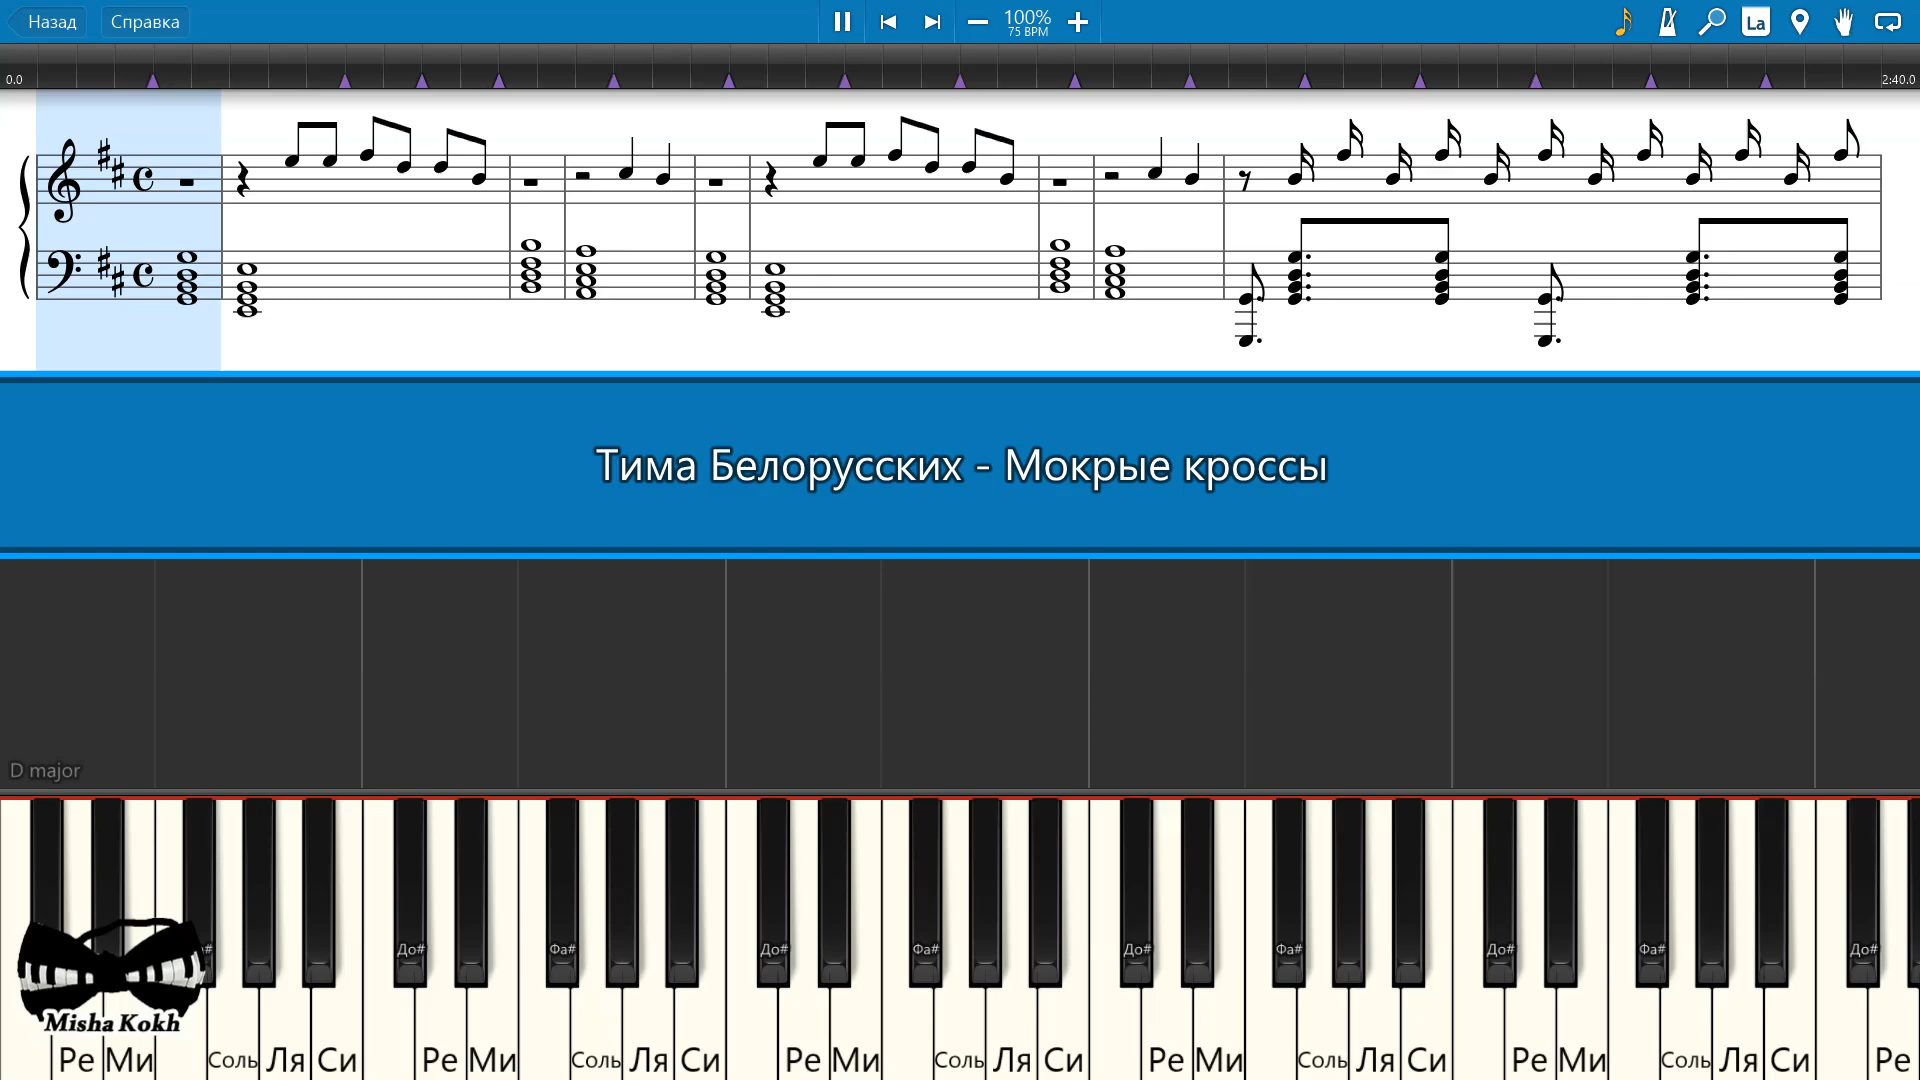 Назад Справка 100% La
75 BPM
0.0 2:40.0
Тима Белорусских - Мокрые кроссы
D major
До# Фа# До# Фа# До# Фа# До# Фа# До#
Misha Kokh
Ре Ми Соль Ля Си Ре Ми Соль Ля Си Ре Ми Соль Ля Си Ре Ми Соль Ля Си Ре Ми Соль Ля Си Ре